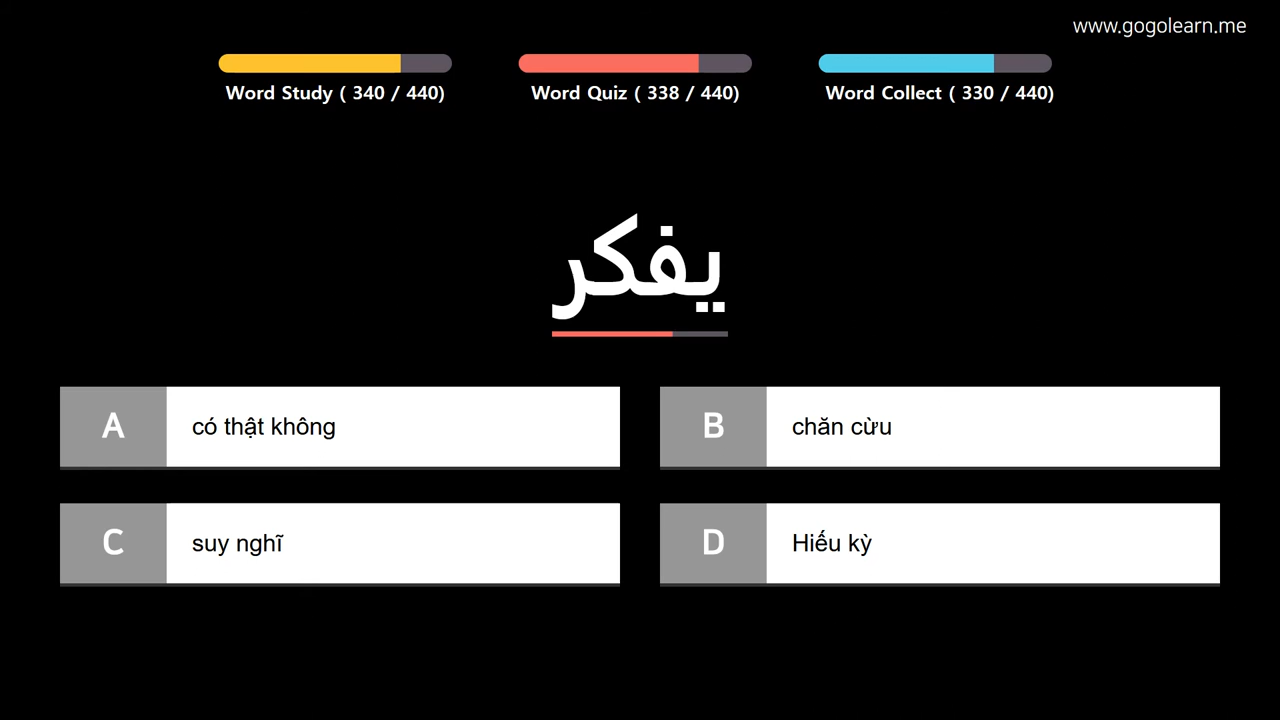 www.gogolearn.me
Word Study ( 340 / 440)
Word Quiz ( 338 / 440)
Word Collect ( 330 / 440)
يفكر
A
có thật không
B
chăn cừu
C
suy nghĩ
D
Hiếu kỳ